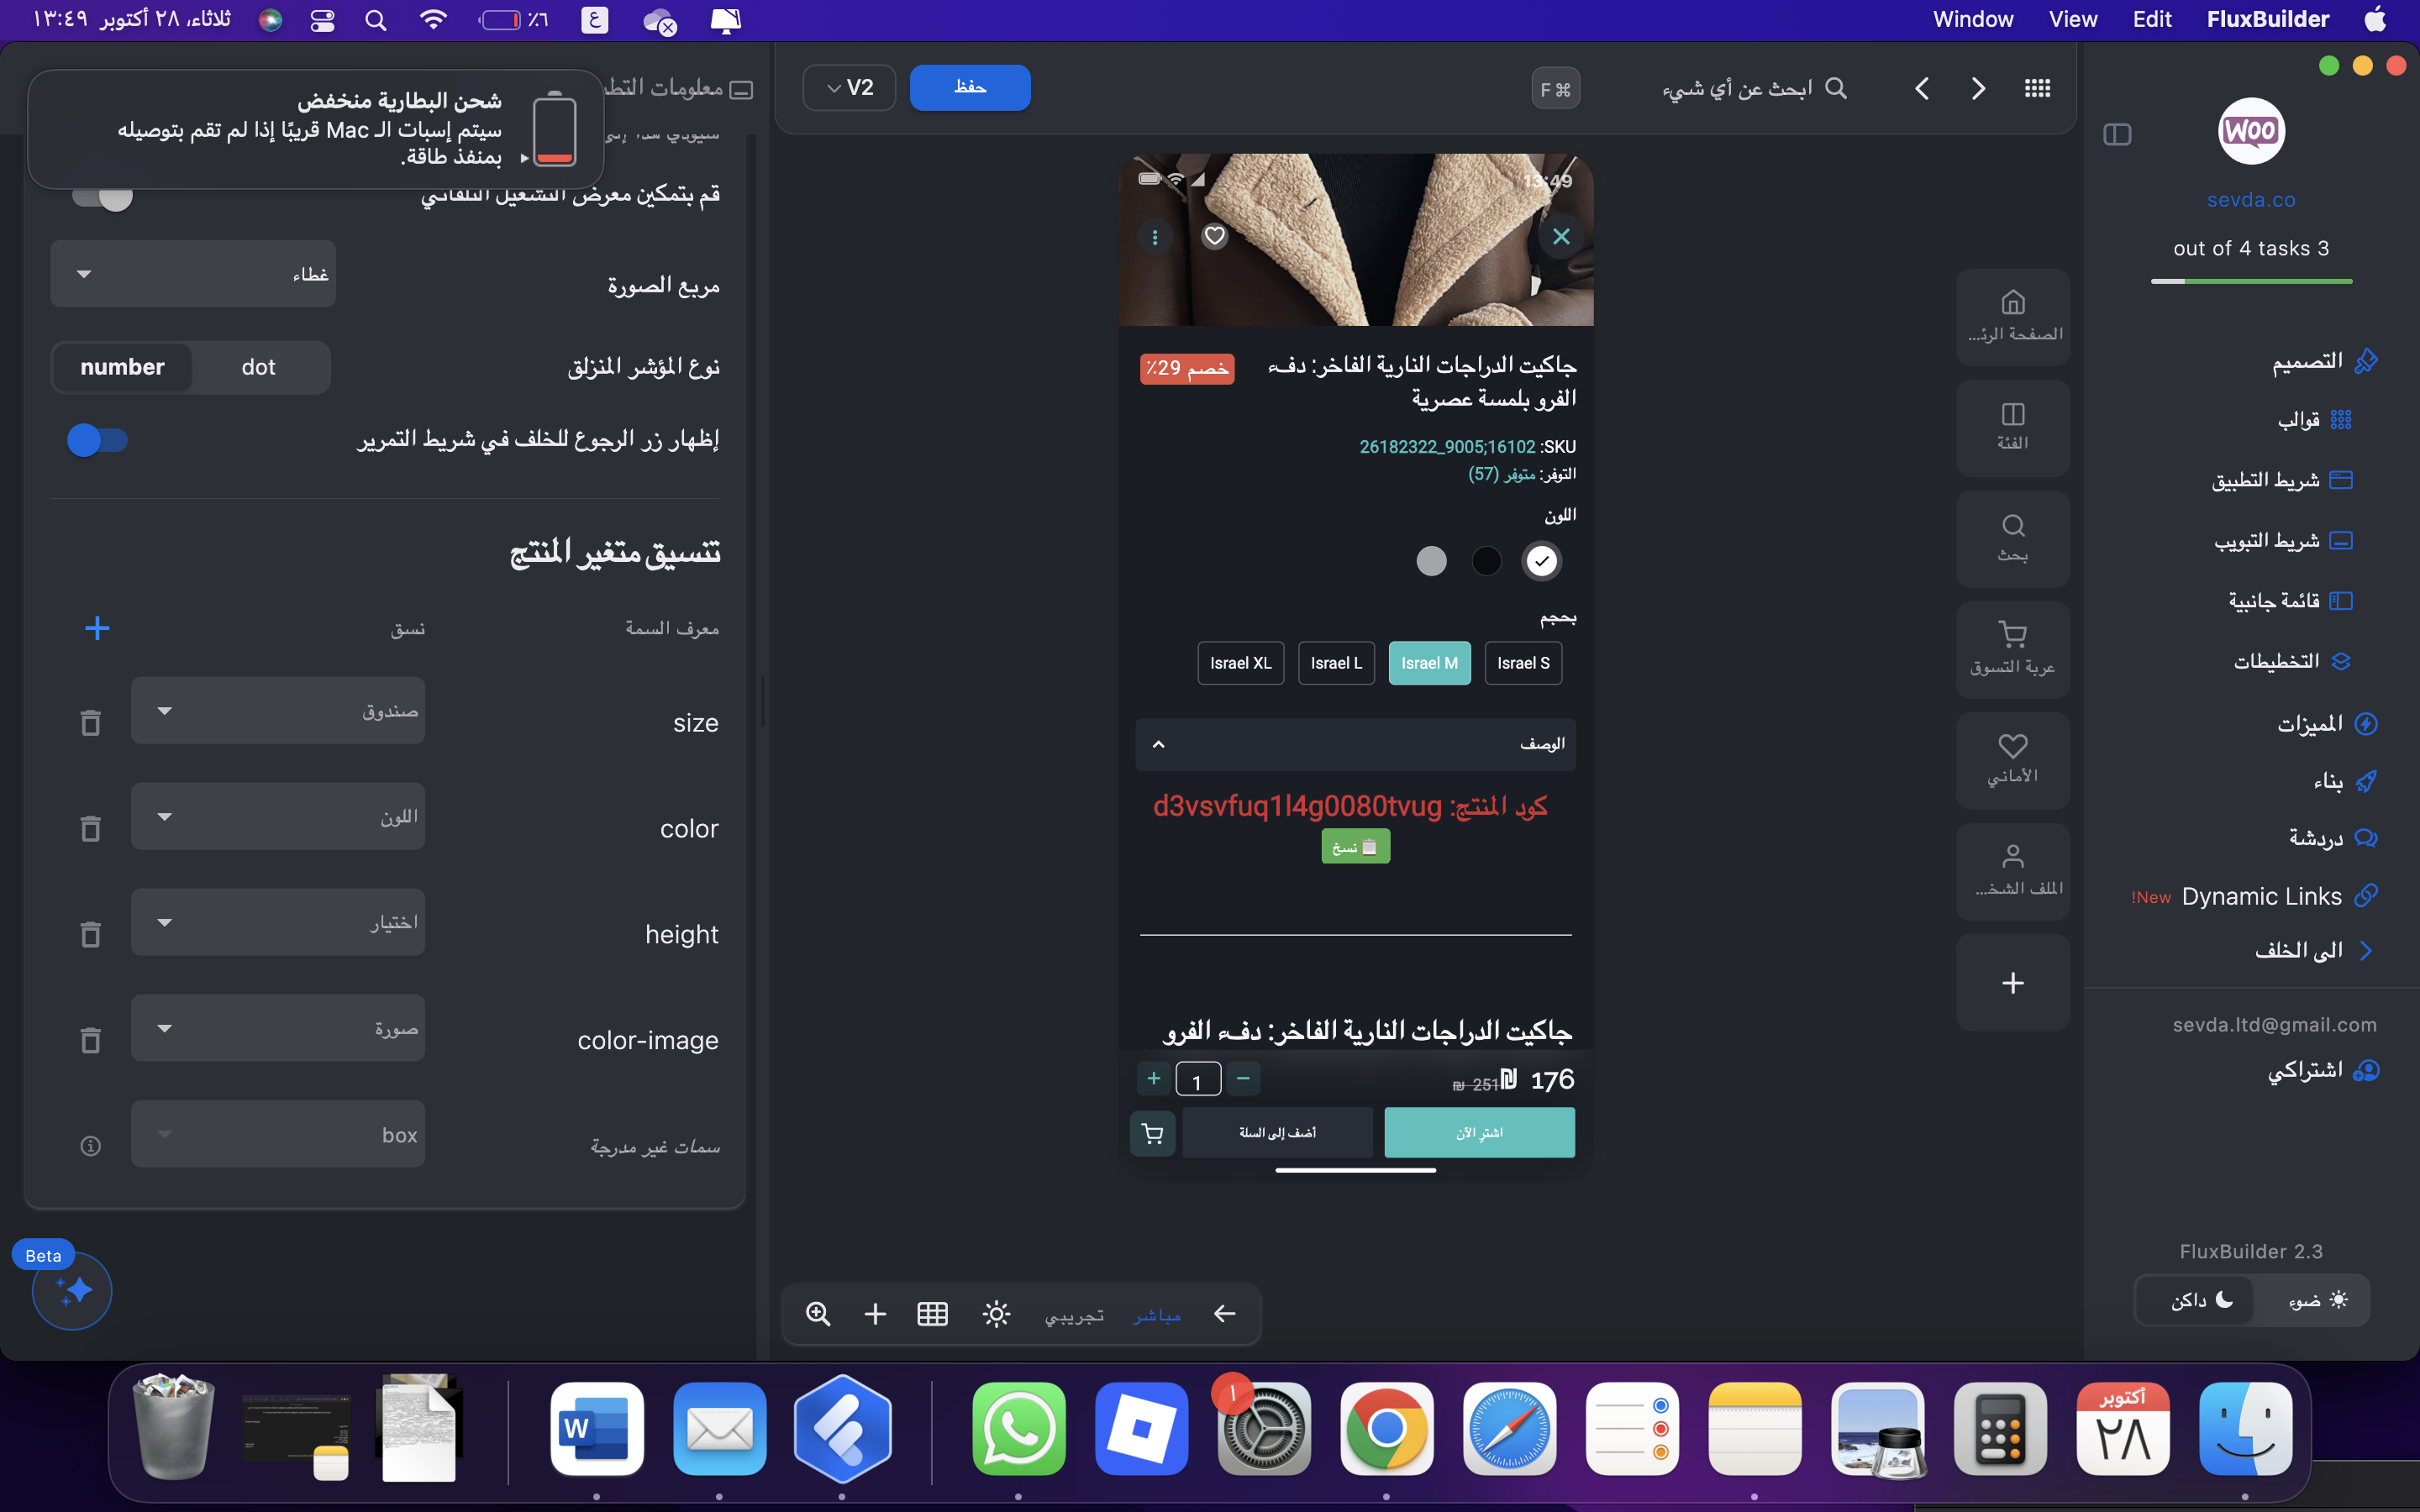 FluxBuilder Edit View Window
ع ٪٦ ثلاثاء، ٢٨ أكتوبر ١٣:٤٩
WOO
sevda.co
out of 4 tasks 3
التصميم
قوالب
شريط التطبيق
شريط التبويب
قائمة جانبية
التخطيطات
المميزات
بناء
دردشة
Dynamic Links New!
الى الخلف
sevda.ltd@gmail.com
اشتراكي
FluxBuilder 2.3
ضوء داكن
ابحث عن أي شيء
F ⌘
حفظ
V2
الصفحة الرئ...
الفئة
بحث
عربة التسوق
الأماني
الملف الشخ...
13:49
جاكيت الدراجات النارية الفاخر: دفء الفرو بلمسة عصرية
خصم 29٪
SKU: 26182322_9005;16102
التوفر: متوفر (57)
اللون
بحجم
Israel S Israel M Israel L Israel XL
الوصف
كود المنتج: d3vsvfuq1l4g0080tvug
📋 نسخ
جاكيت الدراجات النارية الفاخر: دفء الفرو
176 ₪ 251 ₪
1
اشتر الآن
أضف إلى السلة
مباشر تجريبي
معلومات التطب
شحن البطارية منخفض
سيتم إسبات الـ Mac قريبًا إذا لم تقم بتوصيله
بمنفذ طاقة.
قم بتمكين معرض التشغيل التلقائي
مربع الصورة غطاء
نوع المؤشر المنزلق dot number
إظهار زر الرجوع للخلف في شريط التمرير
تنسيق متغير المنتج
معرف السمة نسق
size صندوق
color اللون
height اختيار
color-image صورة
سمات غير مدرجة box
Beta
أكتوبر
٢٨
١
W